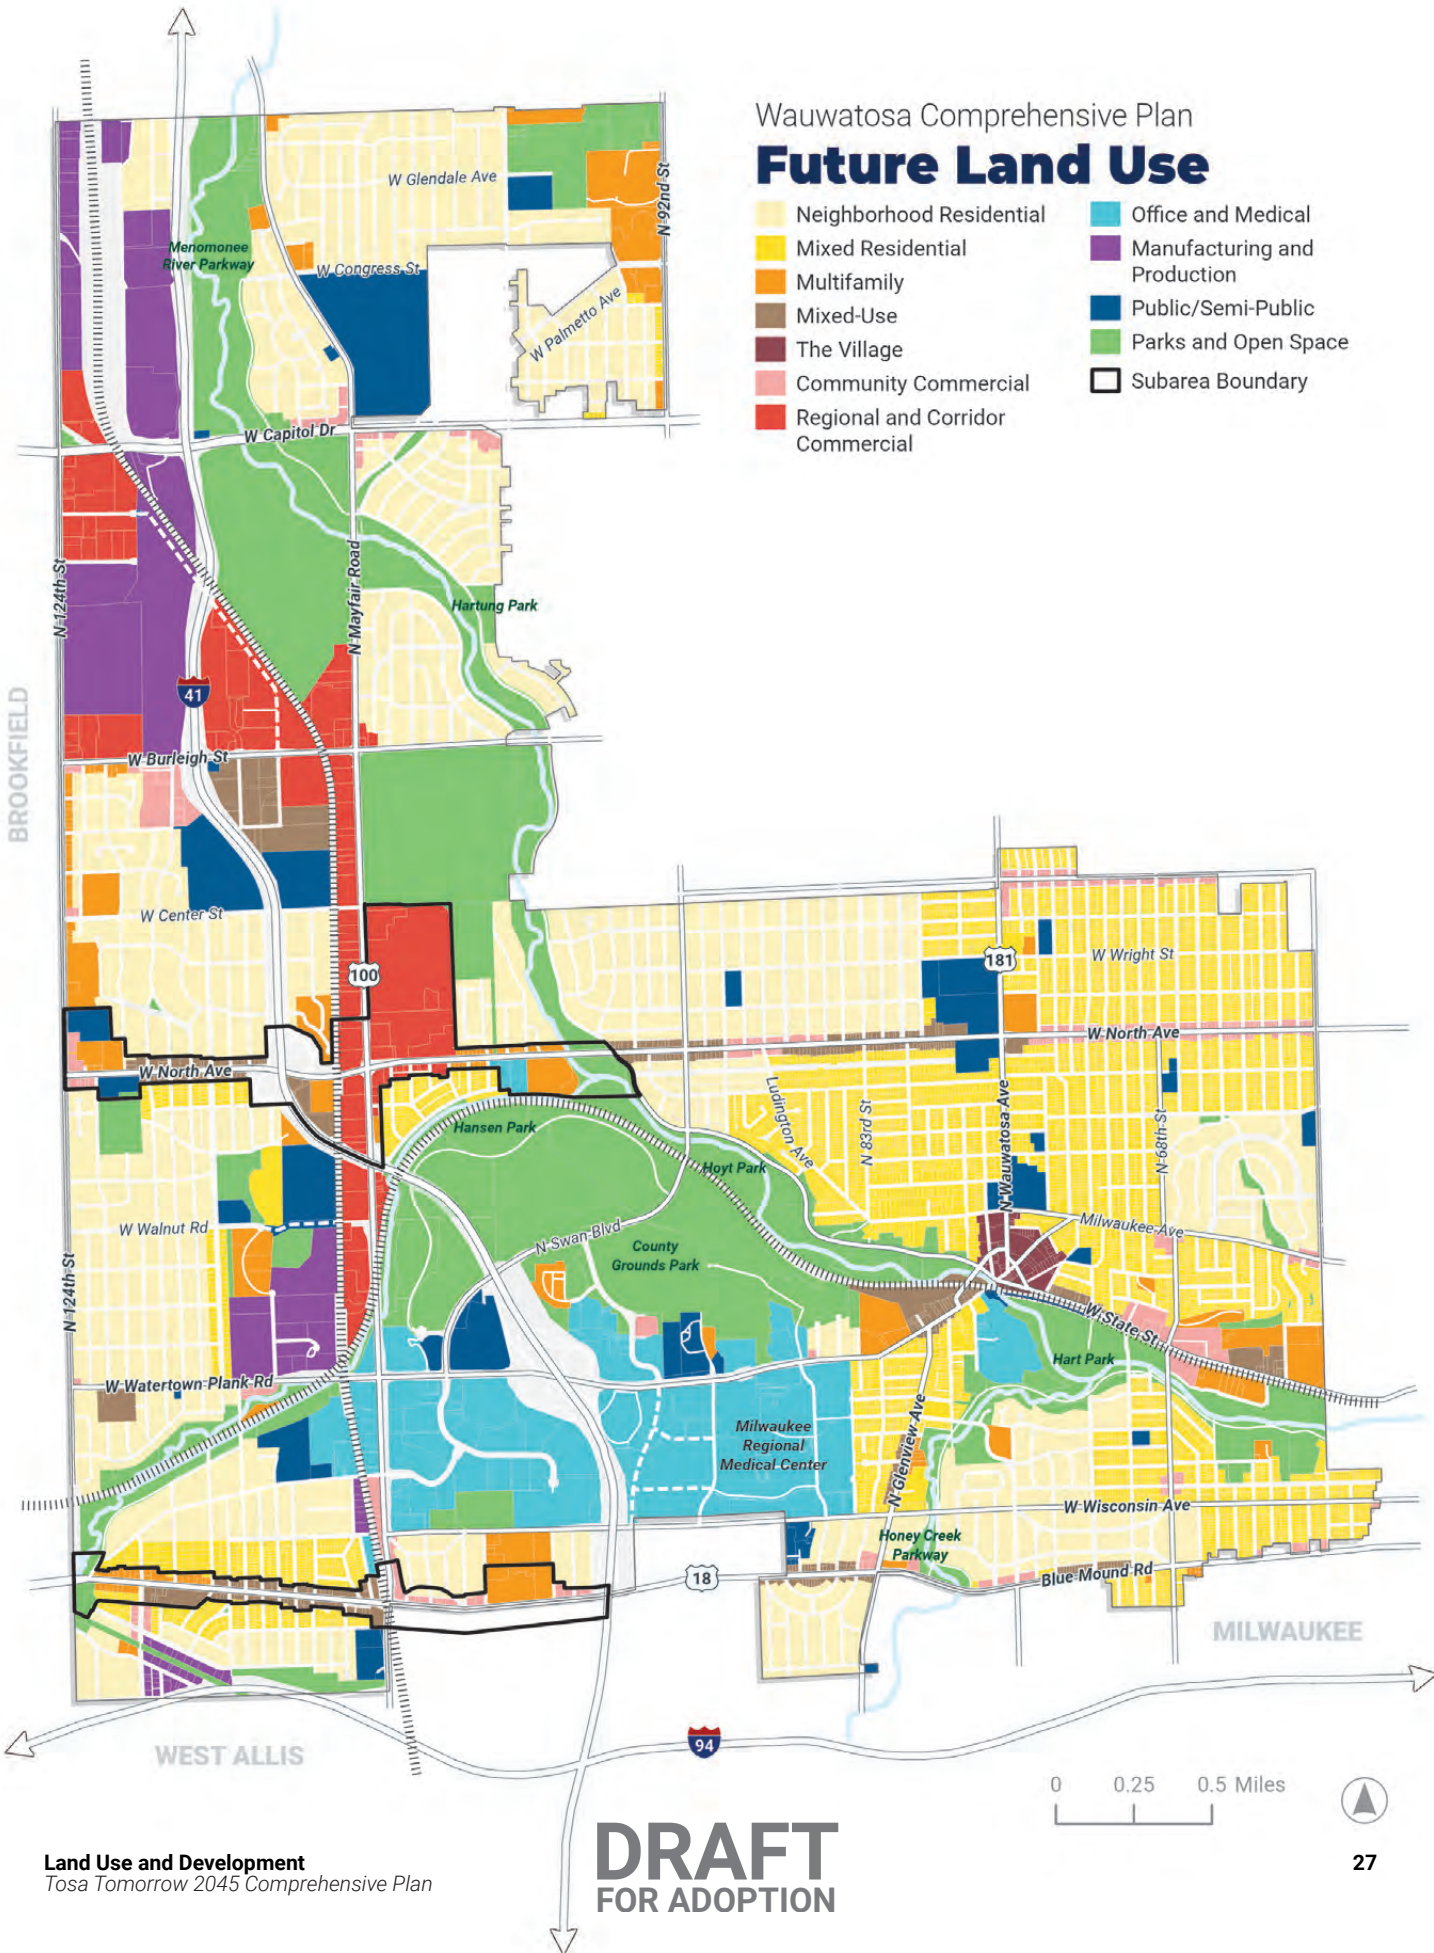 Wauwatosa Comprehensive Plan
Future Land Use
Neighborhood Residential
Mixed Residential
Multifamily
Mixed-Use
The Village
Community Commercial
Regional and Corridor
Commercial
Office and Medical
Manufacturing and
Production
Public/Semi-Public
Parks and Open Space
Subarea Boundary
W Glendale Ave
N 92nd St
Menomonee
River Parkway
W Congress St
W Palmetto Ave
W Capitol Dr
N 124th St
N Mayfair Road
Hartung Park
41
BROOKFIELD
W Burleigh St
W Center St
100
181
W Wright St
W North Ave
W North Ave
Hansen Park
Ludington Ave
N 83rd St
N Wauwatosa Ave
N 68th St
Hoyt Park
W Walnut Rd
N Swan Blvd
County
Grounds Park
Milwaukee Ave
N 124th St
W State St
Hart Park
W Watertown Plank Rd
Milwaukee
Regional
Medical Center
N Glenview Ave
W Wisconsin Ave
Honey Creek
Parkway
18
Blue Mound Rd
MILWAUKEE
WEST ALLIS
94
0 0.25 0.5 Miles
DRAFT
FOR ADOPTION
Land Use and Development
Tosa Tomorrow 2045 Comprehensive Plan
27